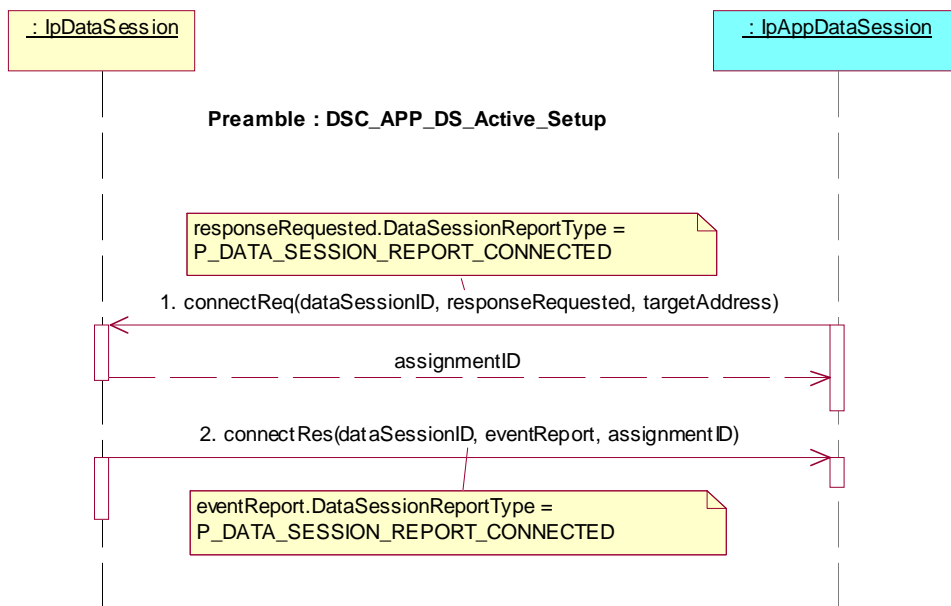 : IpDataSession
: IpAppDataSession
Preamble : DSC_APP_DS_Active_Setup
responseRequested.DataSessionReportType =
P_DATA_SESSION_REPORT_CONNECTED
1. connectReq(dataSessionID, responseRequested, targetAddress)
assignmentID
2. connectRes(dataSessionID, eventReport, assignmentID)
eventReport.DataSessionReportType =
P_DATA_SESSION_REPORT_CONNECTED